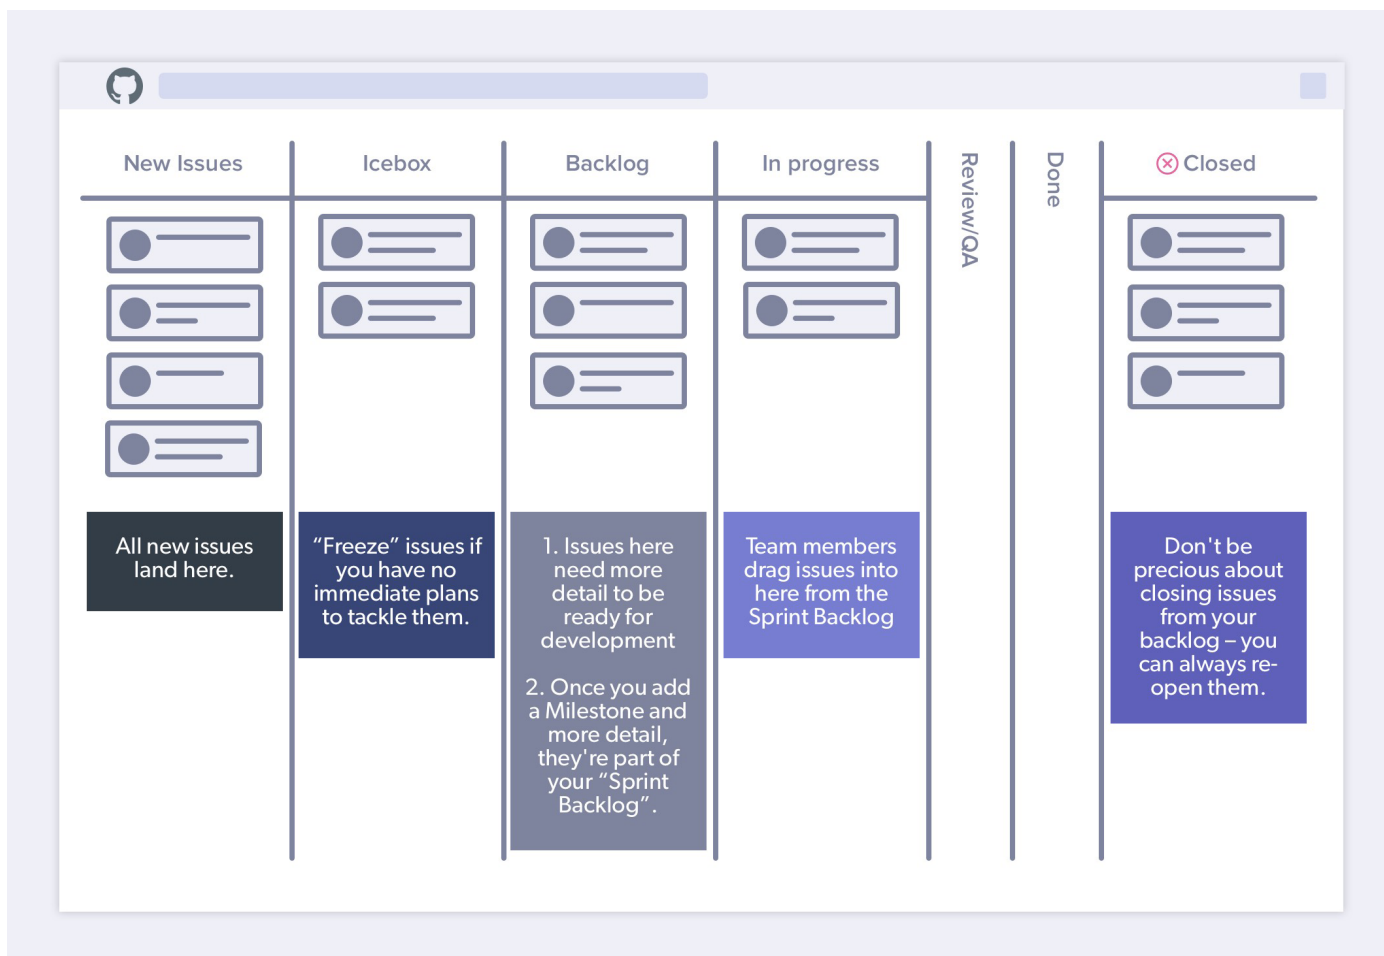 New Issues
Icebox
Backlog
In progress
Review/QA
Done
Closed
All new issues
land here.
“Freeze” issues if
you have no
immediate plans
to tackle them.
1. Issues here
need more
detail to be
ready for
development
2. Once you add
a Milestone and
more detail,
they're part of
your “Sprint
Backlog”.
Team members
drag issues into
here from the
Sprint Backlog
Don't be
precious about
closing issues
from your
backlog – you
can always re-
open them.